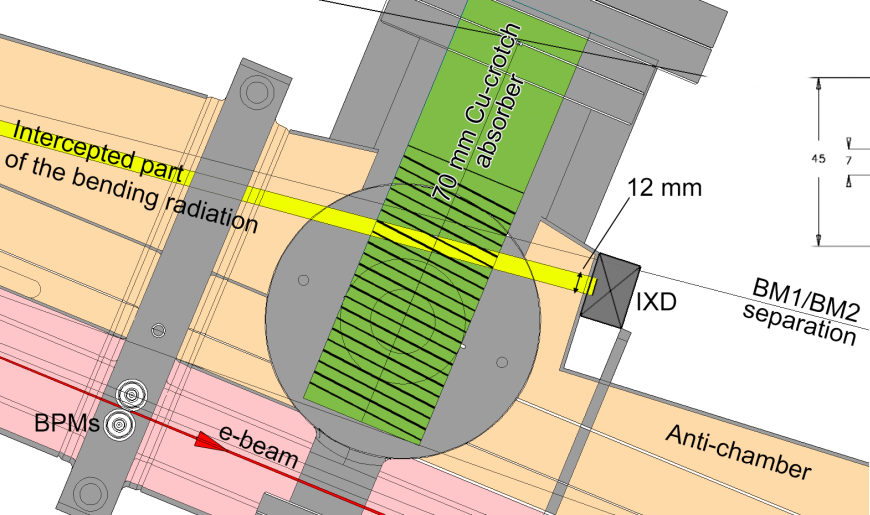 Intercepted part
of the bending radiation
70 mm Cu-crotch
absorber
12 mm
45
7
IXD
BM1/BM2
separation
BPMs
e-beam
Anti-chamber